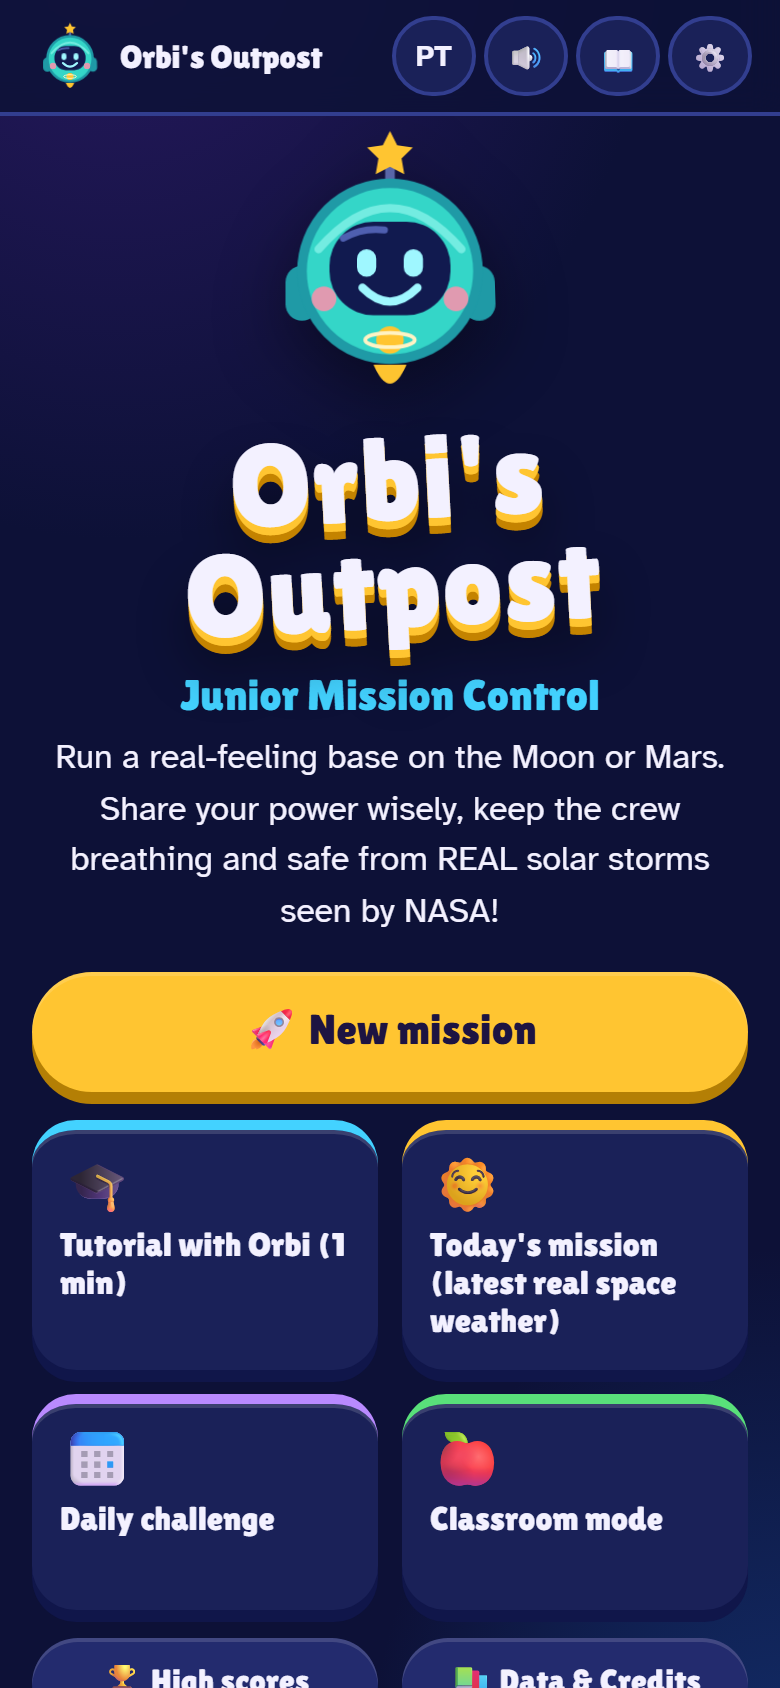 Orbi's Outpost
PT
Orbi's
Outpost
Junior Mission Control
Run a real-feeling base on the Moon or Mars.
Share your power wisely, keep the crew
breathing and safe from REAL solar storms
seen by NASA!
New mission
Tutorial with Orbi (1
min)
Today's mission
(latest real space
weather)
Daily challenge
Classroom mode
High scores
Data & Credits